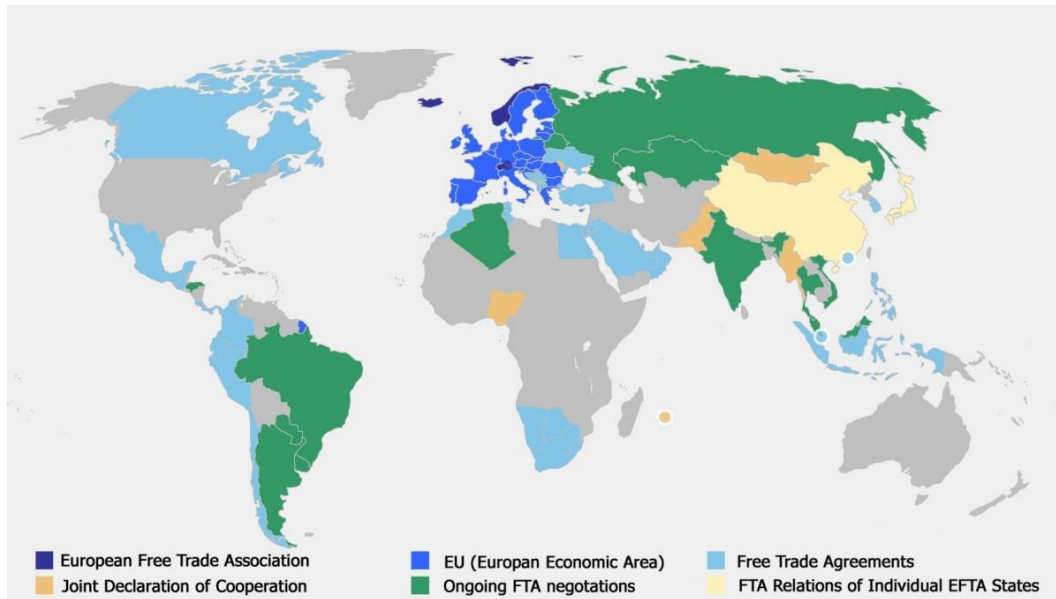 European Free Trade Association
EU (Europan Economic Area)
Free Trade Agreements
Joint Declaration of Cooperation
Ongoing FTA negotations
FTA Relations of Individual EFTA States